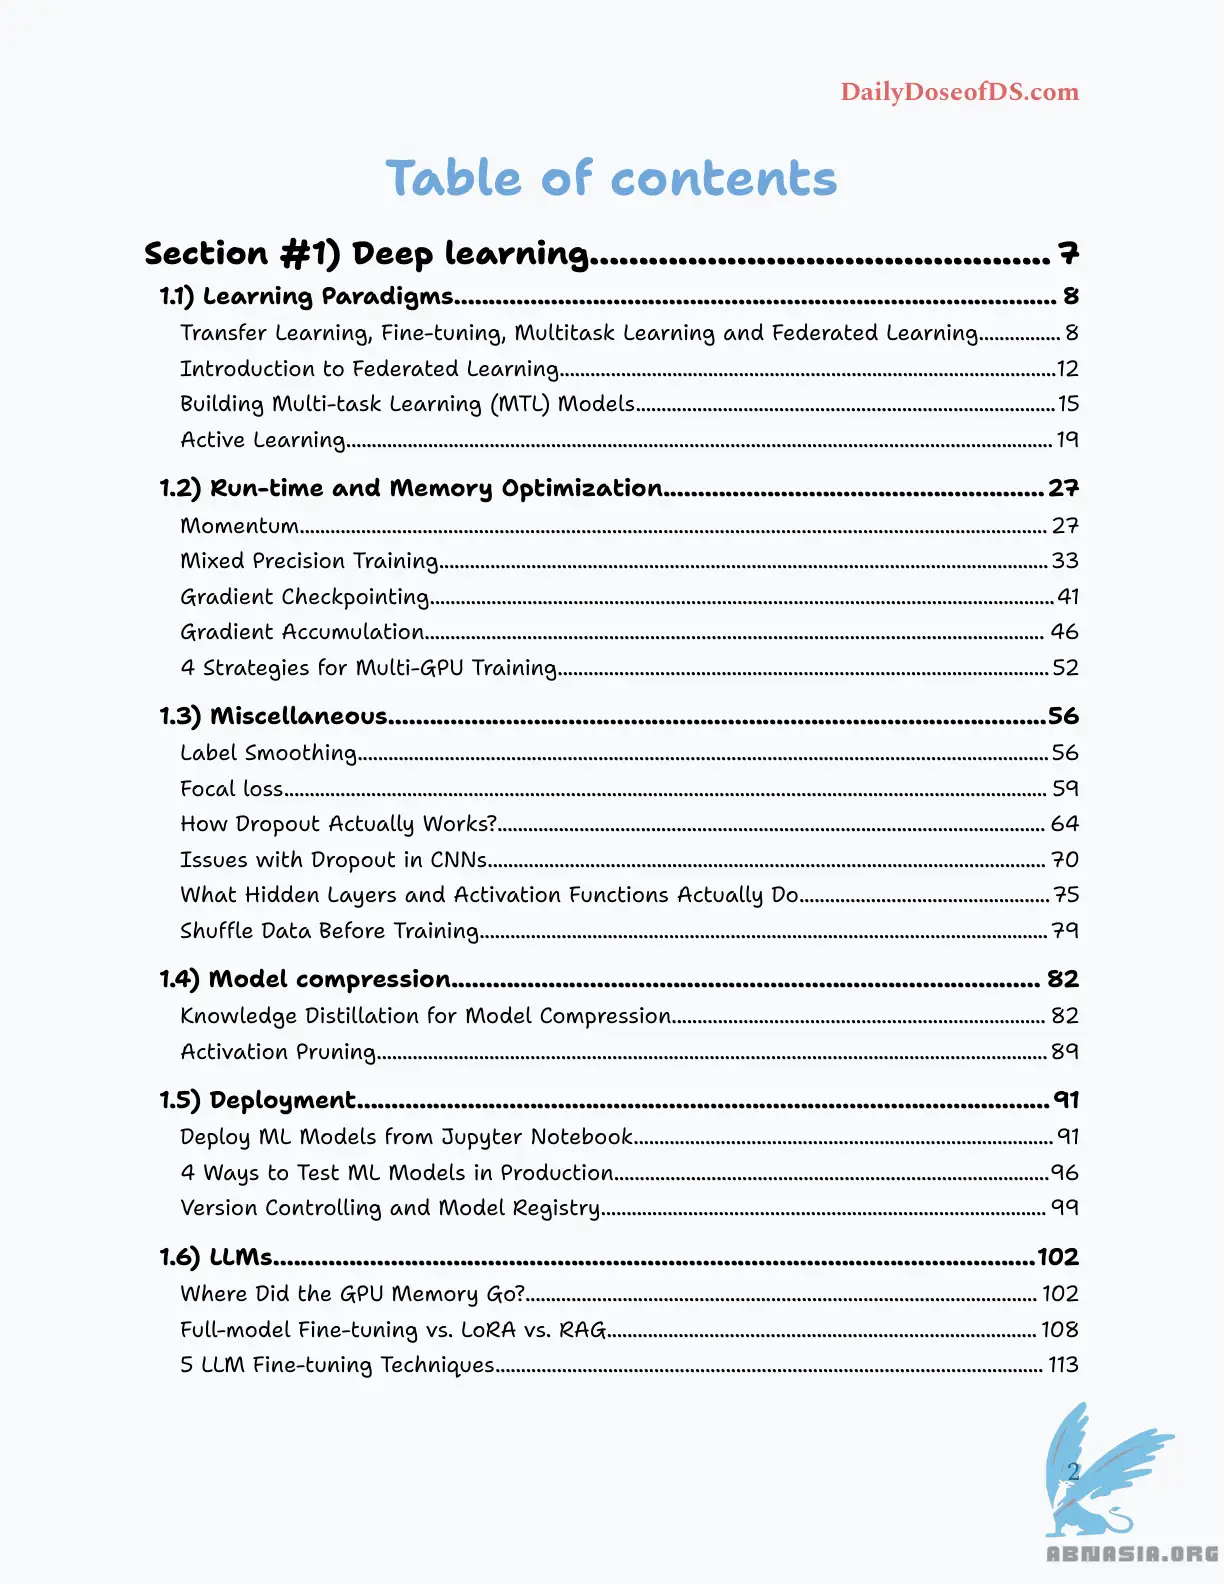 DailyDoseofDS.com
Table of contents
Section #1) Deep learning............................................... 7
1.1) Learning Paradigms....................................................................................... 8
Transfer Learning, Fine-tuning, Multitask Learning and Federated Learning................ 8
Introduction to Federated Learning.................................................................................................12
Building Multi-task Learning (MTL) Models..................................................................................15
Active Learning.......................................................................................................................................... 19
1.2) Run-time and Memory Optimization....................................................... 27
Momentum.................................................................................................................................................. 27
Mixed Precision Training....................................................................................................................... 33
Gradient Checkpointing..........................................................................................................................41
Gradient Accumulation......................................................................................................................... 46
4 Strategies for Multi-GPU Training................................................................................................ 52
1.3) Miscellaneous...............................................................................................56
Label Smoothing....................................................................................................................................... 56
Focal loss..................................................................................................................................................... 59
How Dropout Actually Works?........................................................................................................... 64
Issues with Dropout in CNNs............................................................................................................. 70
What Hidden Layers and Activation Functions Actually Do................................................. 75
Shuffle Data Before Training............................................................................................................... 79
1.4) Model compression..................................................................................... 82
Knowledge Distillation for Model Compression......................................................................... 82
Activation Pruning................................................................................................................................... 89
1.5) Deployment....................................................................................................91
Deploy ML Models from Jupyter Notebook.................................................................................. 91
4 Ways to Test ML Models in Production.....................................................................................96
Version Controlling and Model Registry....................................................................................... 99
1.6) LLMs..............................................................................................................102
Where Did the GPU Memory Go?.................................................................................................... 102
Full-model Fine-tuning vs. LoRA vs. RAG.................................................................................... 108
5 LLM Fine-tuning Techniques........................................................................................................... 113
2
ABNASIA.ORG